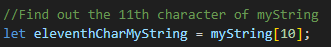 //Find out the 11th character of myString
let eleventhCharMyString = myString[10];